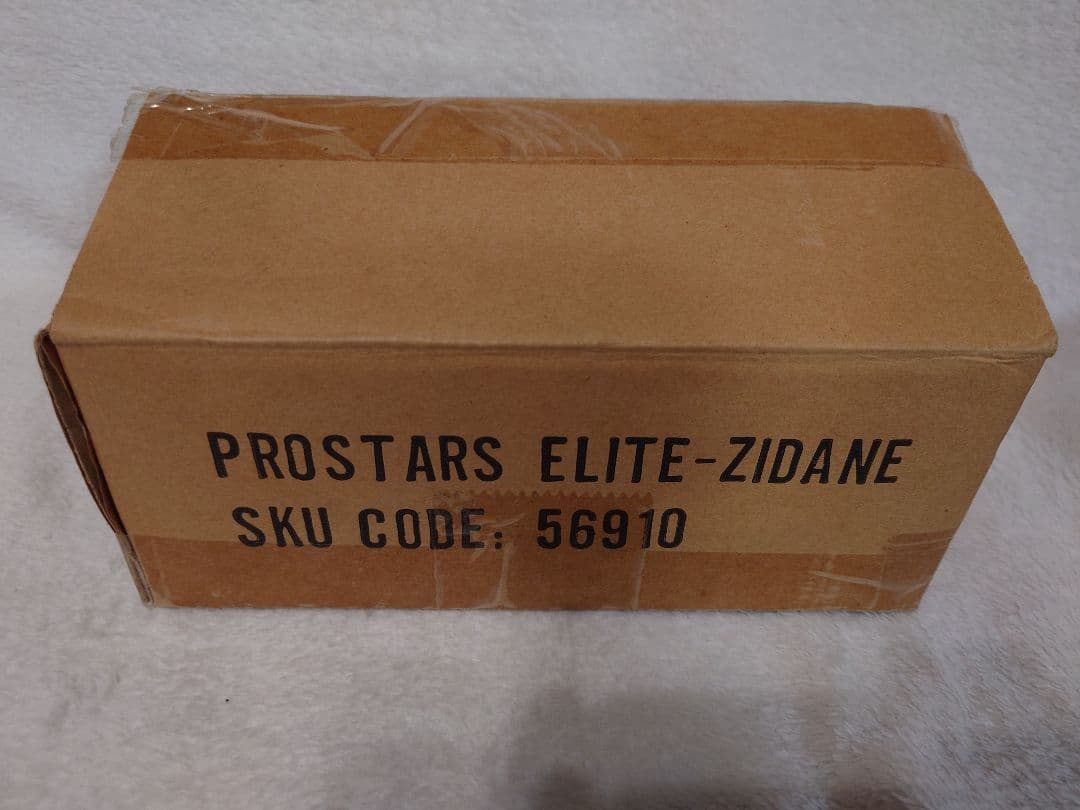 PROSTARS ELITE-ZIDANE
SKU CODE: 56910